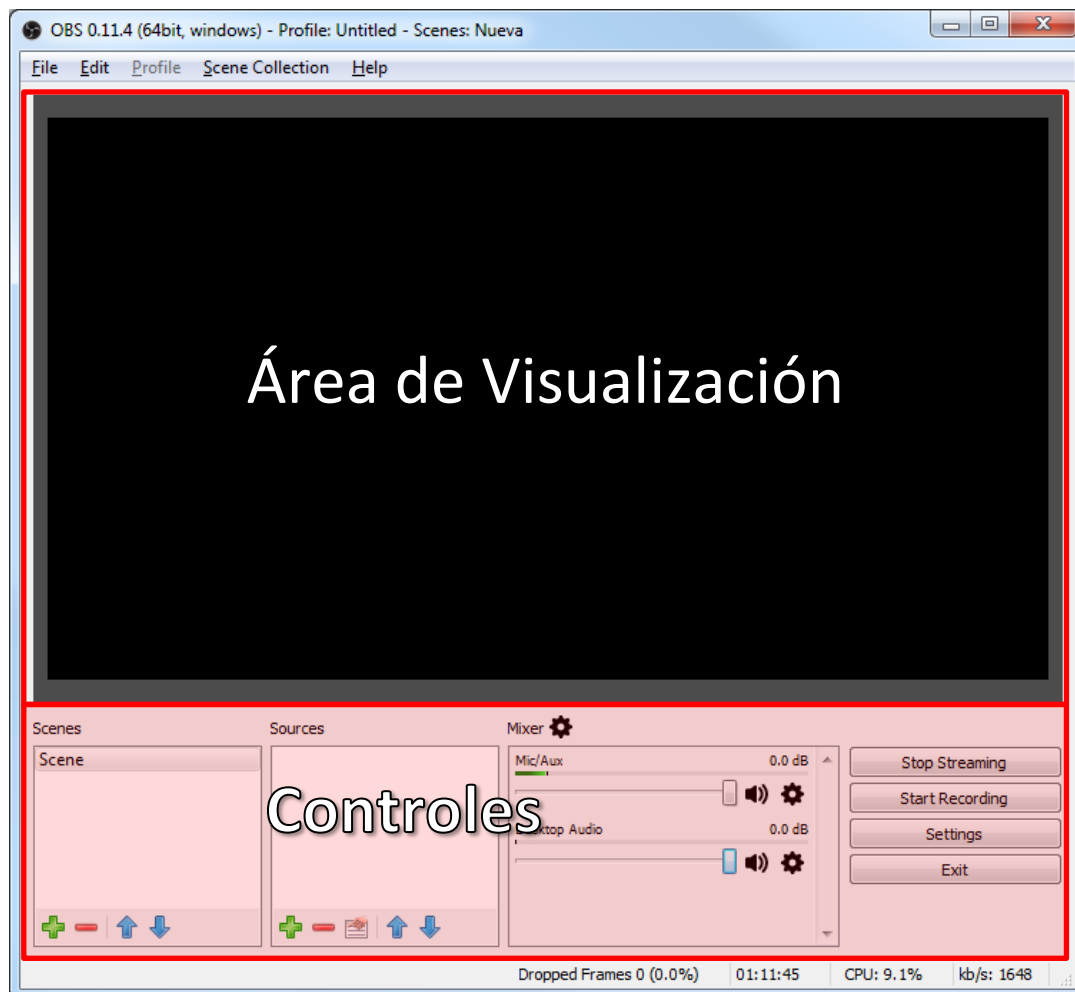 OBS 0.11.4 (64bit, windows) - Profile: Untitled - Scenes: Nueva
File Edit Profile Scene Collection Help
Área de Visualización
Scenes Sources Mixer
Scene
Mic/Aux 0.0 dB
Stop Streaming
Start Recording
Controles
Audio 0.0 dB
Settings
Exit
Dropped Frames 0 (0.0%) 01:11:45 CPU: 9.1% kb/s: 1648